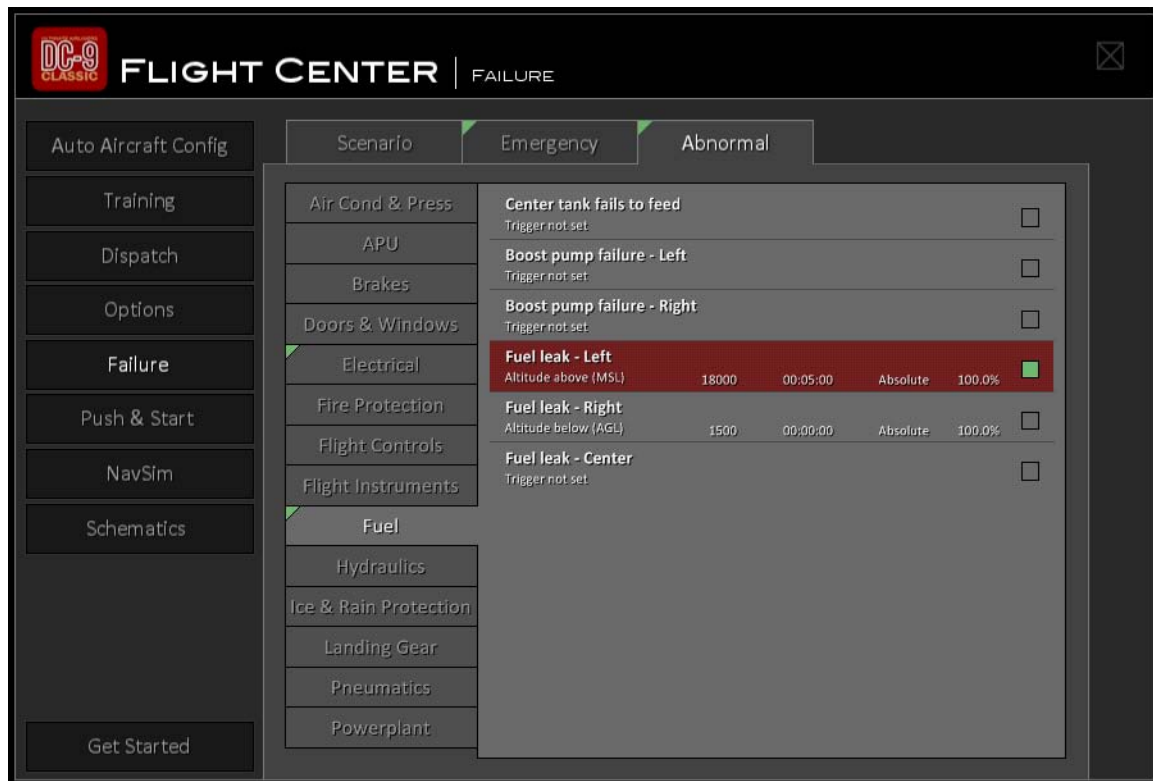 DC-9
CLASSIC
FLIGHT CENTER | FAILURE
Auto Aircraft Config
Training
Dispatch
Options
Failure
Push & Start
NavSim
Schematics
Get Started
Scenario
Emergency
Abnormal
Air Cond & Press
APU
Brakes
Doors & Windows
Electrical
Fire Protection
Flight Controls
Flight Instruments
Fuel
Hydraulics
Ice & Rain Protection
Landing Gear
Pneumatics
Powerplant
Center tank fails to feed
Trigger not set
Boost pump failure - Left
Trigger not set
Boost pump failure - Right
Trigger not set
Fuel leak - Left
Altitude above (MSL) 18000 00:05:00 Absolute 100.0%
Fuel leak - Right
Altitude below (AGL) 1500 00:00:00 Absolute 100.0%
Fuel leak - Center
Trigger not set